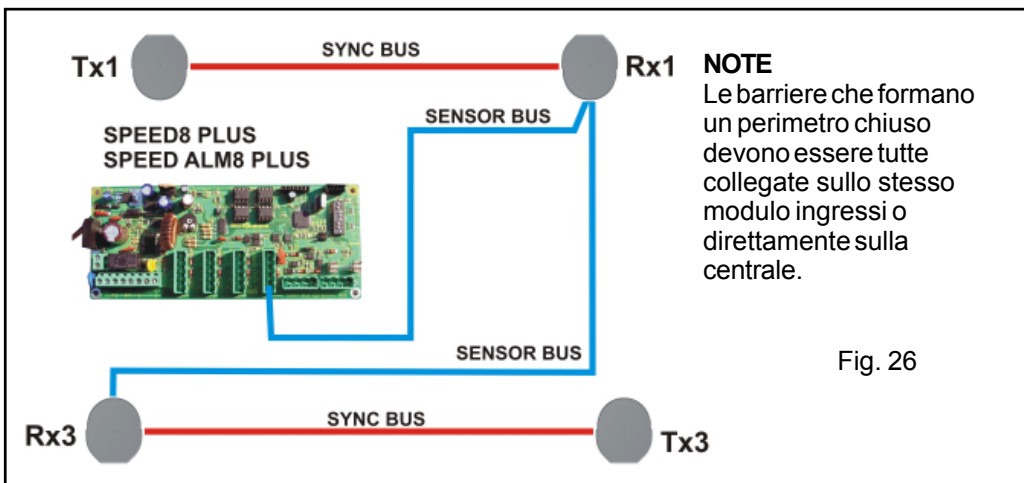 Tx1
SYNC BUS
Rx1
SENSOR BUS
SPEED8 PLUS
SPEED ALM8 PLUS
SENSOR BUS
SYNC BUS
Rx3
Tx3
NOTE
Le barriere che formano
un perimetro chiuso
devono essere tutte
collegate sullo stesso
modulo ingressi o
direttamente sulla
centrale.
Fig. 26